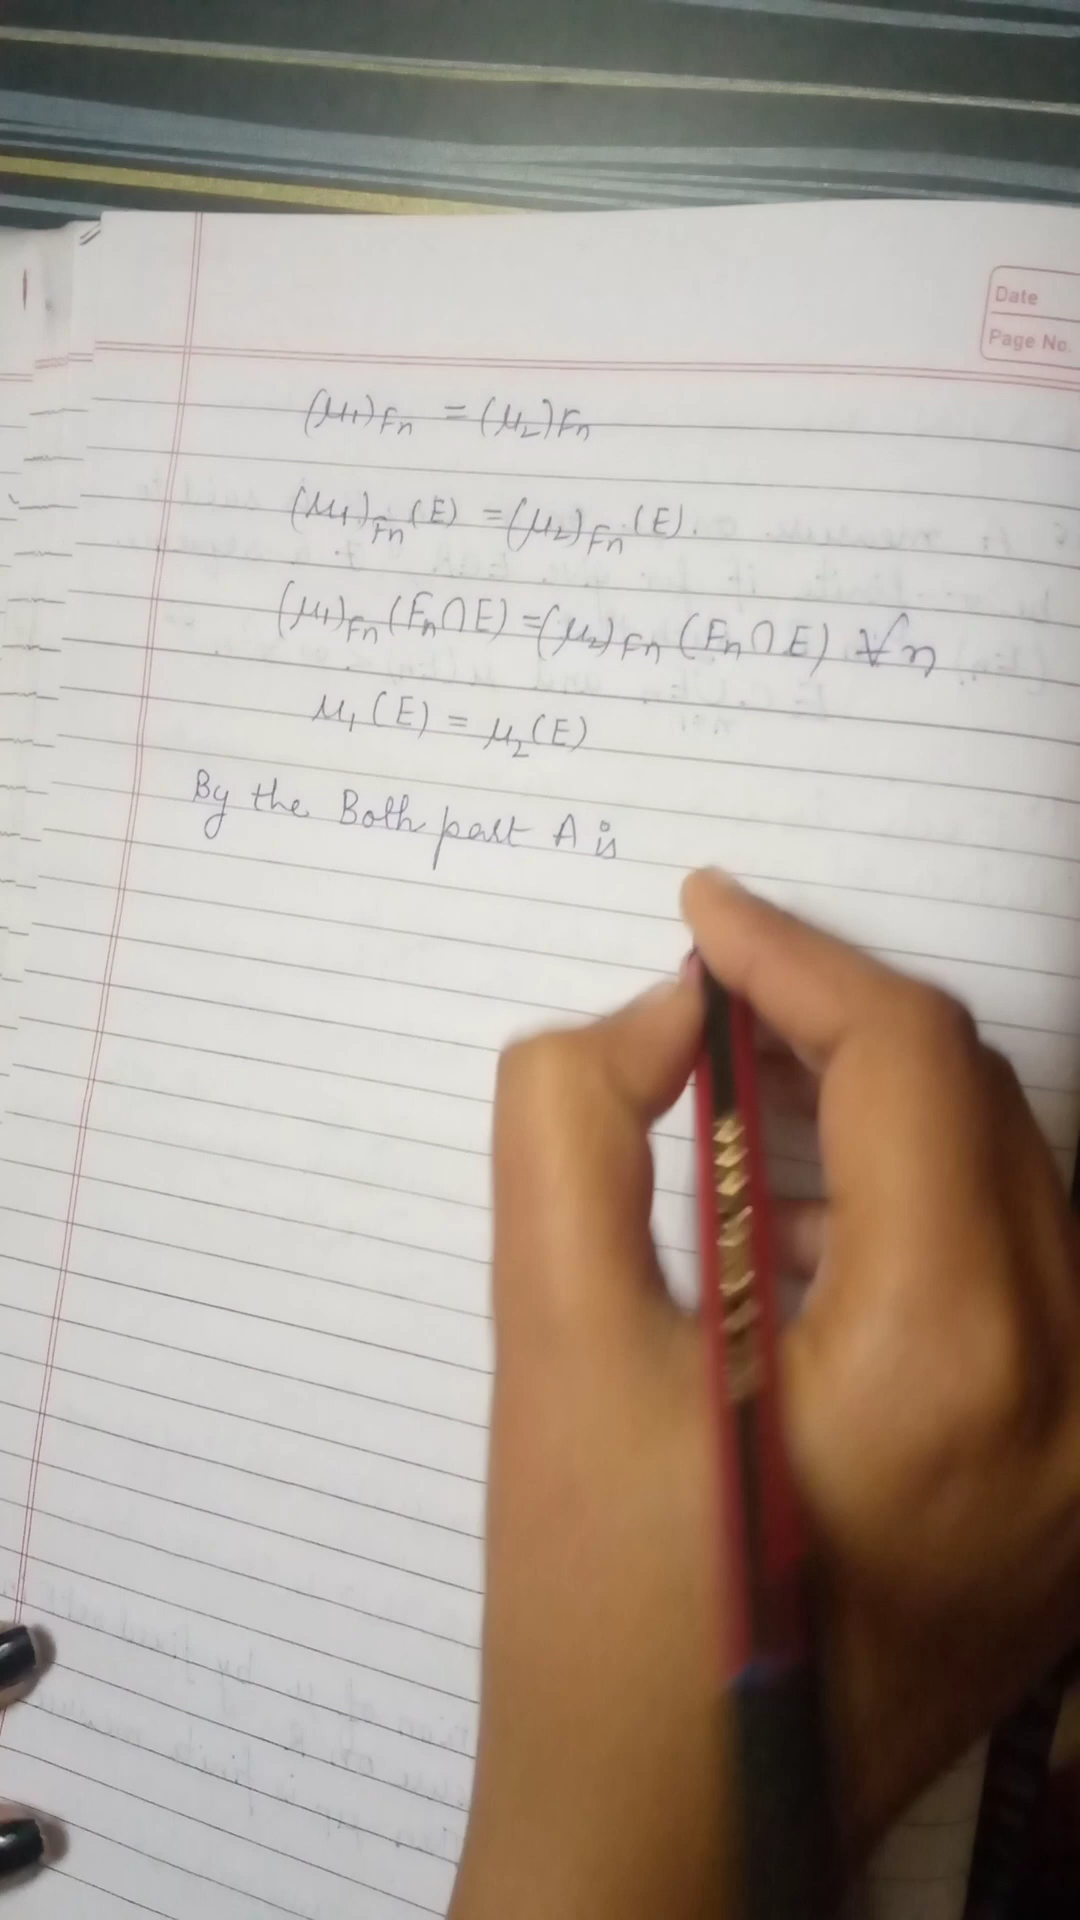 Date
Page No.
(μ1)Fn = (μ2)Fn
(μ1)Fn(E) = (μ2)Fn(E).
(μ1)Fn(Fn∩E) = (μ2)Fn(Fn∩E) ∀n
μ1(E) = μ2(E)
By the Both part A is